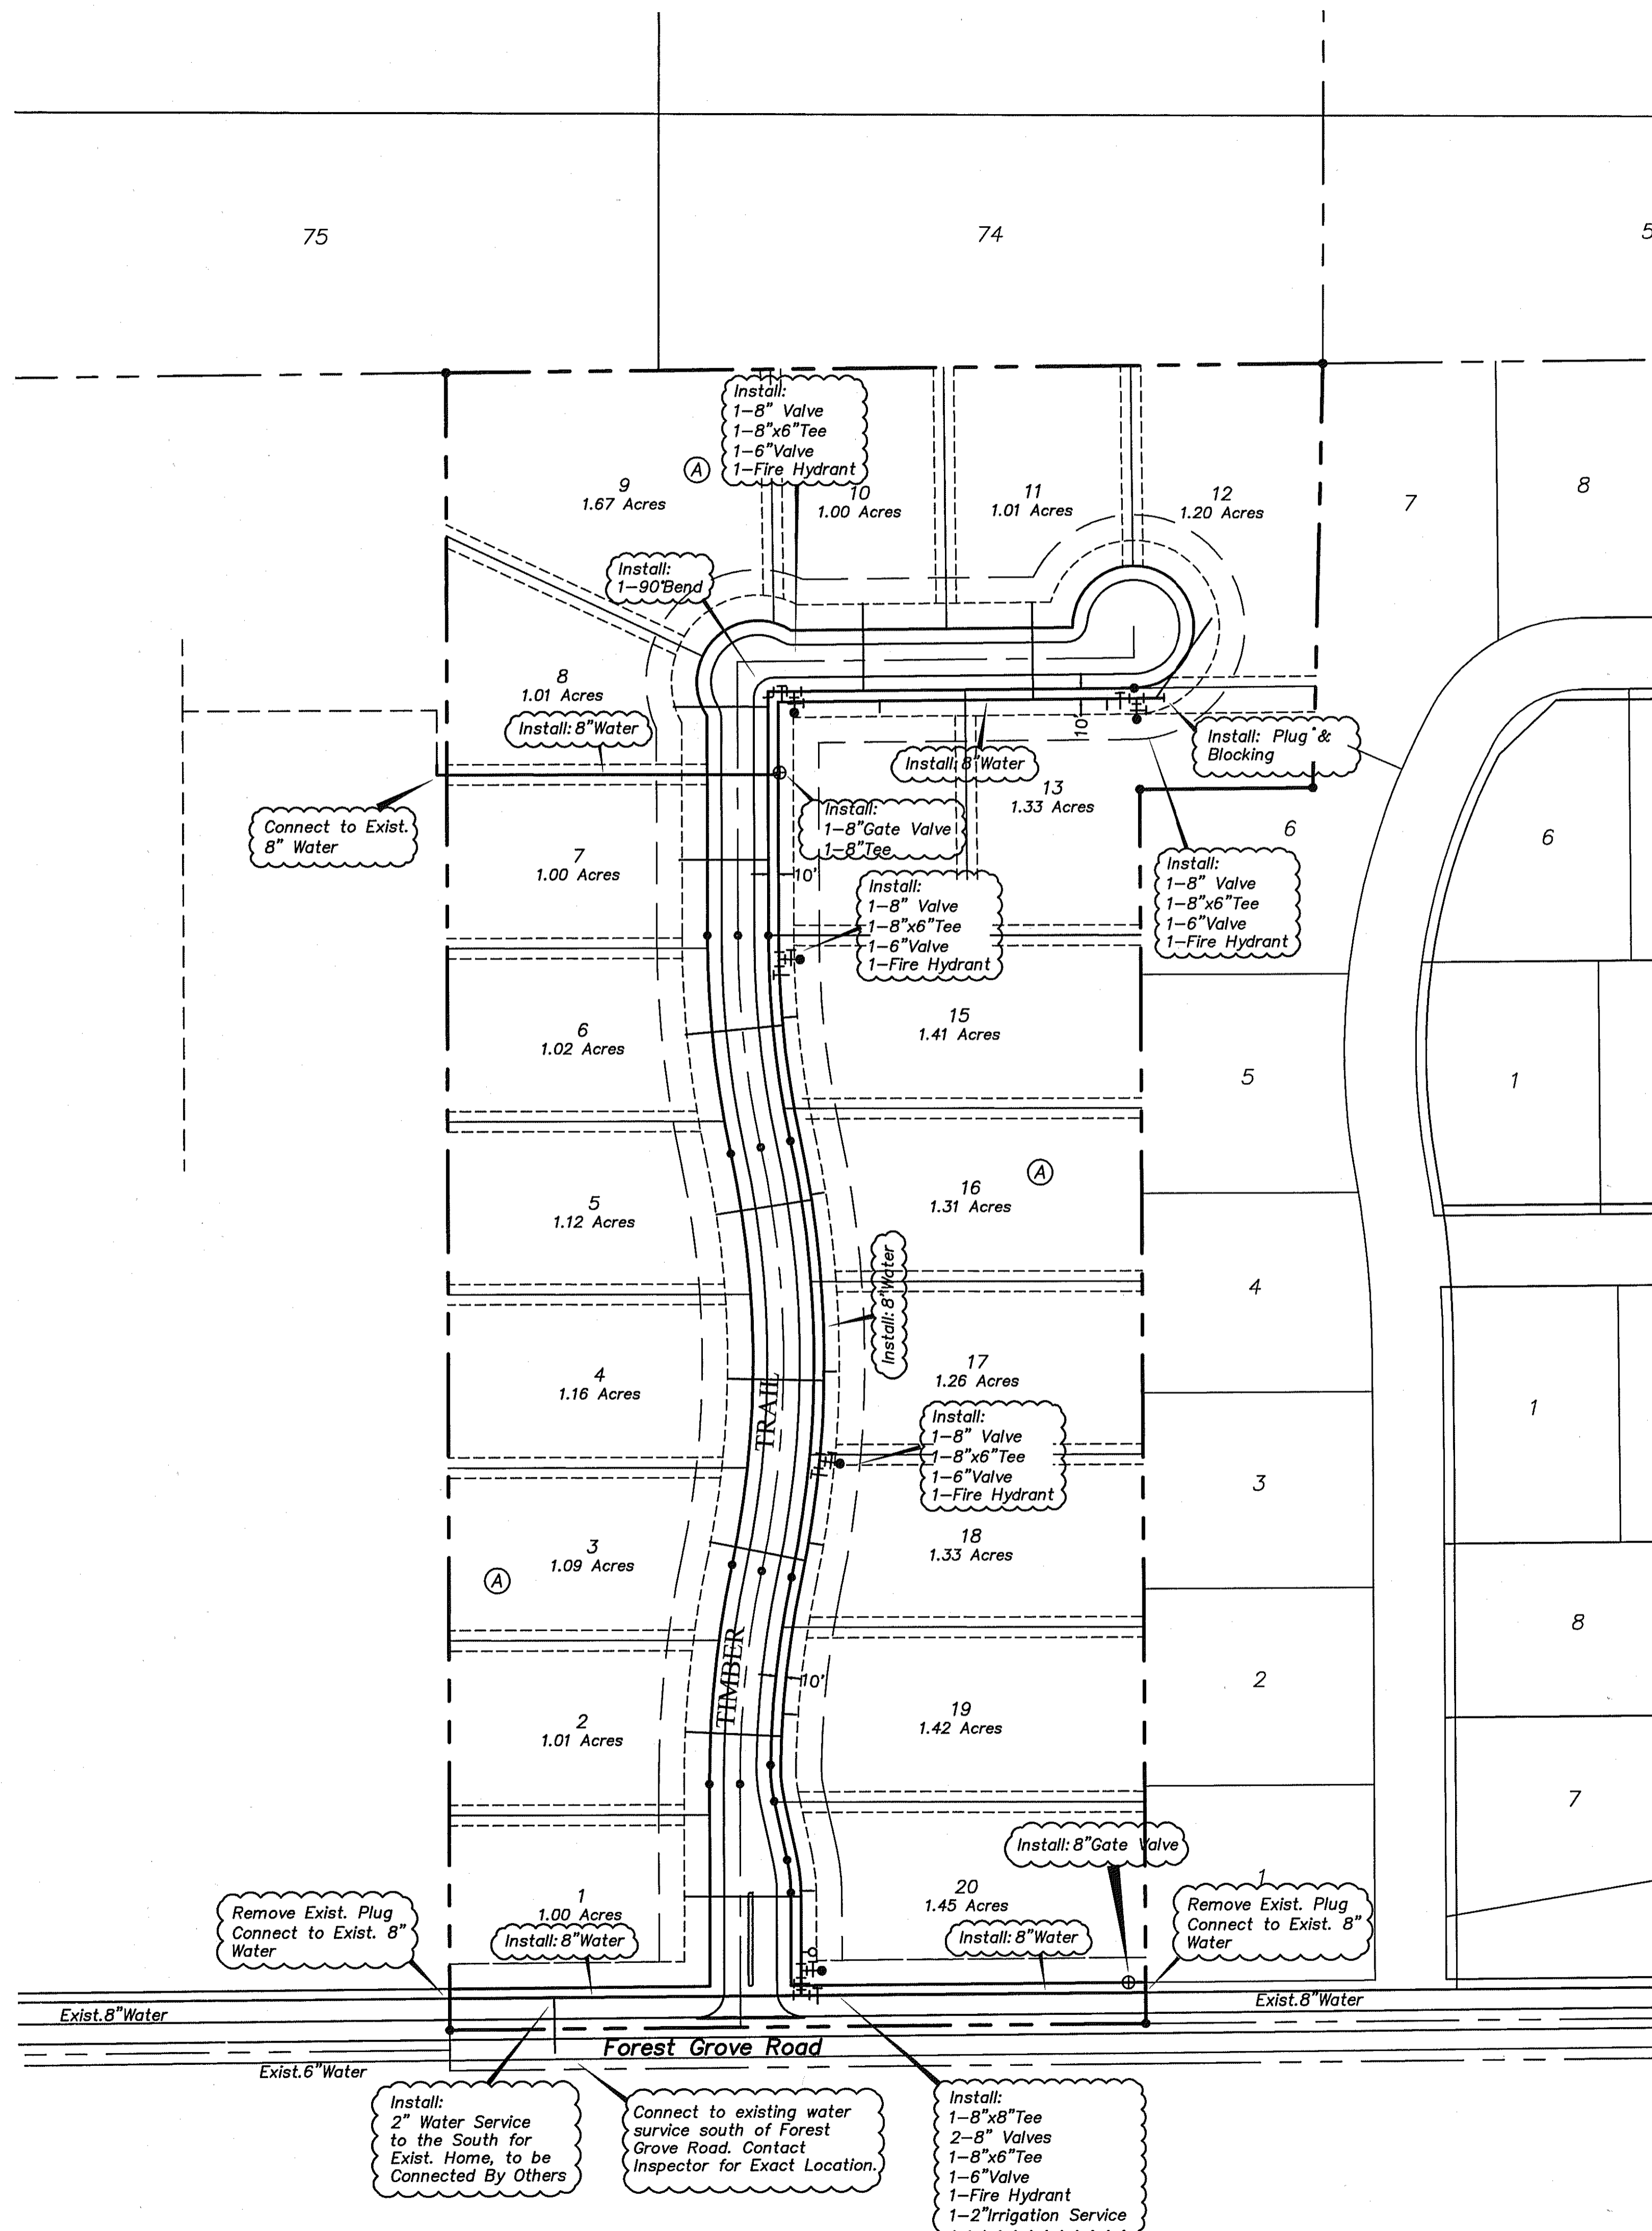 75
74
5
Install:
1-8" Valve
1-8"x6"Tee
1-6"Valve
1-Fire Hydrant
A
9
1.67 Acres
10
1.00 Acres
11
1.01 Acres
12
1.20 Acres
7
8
Install:
1-90°Bend
8
1.01 Acres
Install: 8"Water
Connect to Exist.
8" Water
Install: 8"Water
10'
Install: Plug &
Blocking
13
1.33 Acres
Install:
1-8"Gate Valve
1-8"Tee
6
6
7
1.00 Acres
10'
Install:
1-8" Valve
1-8"x6"Tee
1-6"Valve
1-Fire Hydrant
Install:
1-8" Valve
1-8"x6"Tee
1-6"Valve
1-Fire Hydrant
6
1.02 Acres
15
1.41 Acres
5
1
5
1.12 Acres
16
1.31 Acres
A
Install: 8"Water
4
4
1.16 Acres
17
1.26 Acres
1
TRAIL
Install:
1-8" Valve
1-8"x6"Tee
1-6"Valve
1-Fire Hydrant
3
3
1.09 Acres
A
18
1.33 Acres
8
TIMBER
10'
2
2
1.01 Acres
19
1.42 Acres
7
Install: 8"Gate Valve
1
1
1.00 Acres
20
1.45 Acres
Remove Exist. Plug
Connect to Exist. 8"
Water
Install: 8"Water
Install: 8"Water
Remove Exist. Plug
Connect to Exist. 8"
Water
Exist.8"Water
Exist.8"Water
Forest Grove Road
Exist.6"Water
Install:
2" Water Service
to the South for
Exist. Home, to be
Connected By Others
Connect to existing water
survice south of Forest
Grove Road. Contact
Inspector for Exact Location.
Install:
1-8"x8"Tee
2-8" Valves
1-8"x6"Tee
1-6"Valve
1-Fire Hydrant
1-2"Irrigation Service